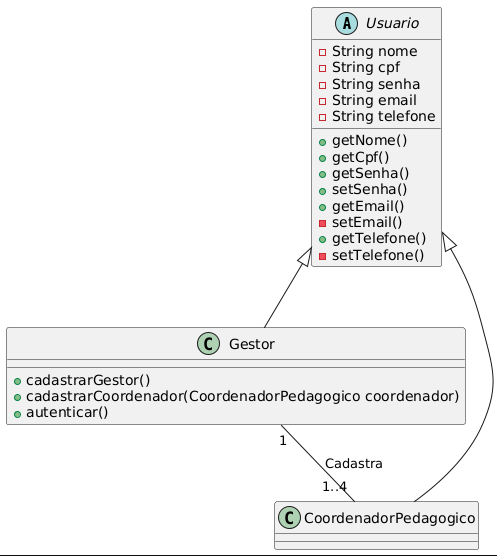 A Usuario
String nome
String cpf
String senha
String email
String telefone
getNome()
getCpf()
getSenha()
setSenha()
getEmail()
setEmail()
getTelefone()
setTelefone()
C Gestor
cadastrarGestor()
cadastrarCoordenador(CoordenadorPedagogico coordenador)
autenticar()
1
Cadastra
1..4
C CoordenadorPedagogico